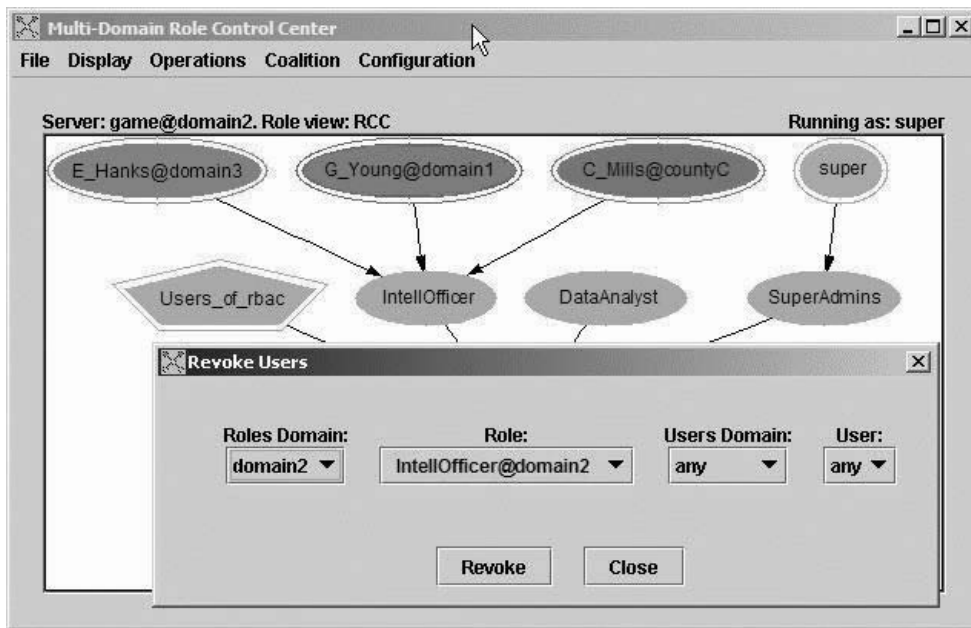 Multi-Domain Role Control Center
File Display Operations Coalition Configuration
Server: game@domain2. Role view: RCC Running as: super
E_Hanks@domain3 G_Young@domain1 C_Mills@countyC super
Users_of_rbac IntellOfficer DataAnalyst SuperAdmins
Revoke Users
Roles Domain: Role: Users Domain: User:
domain2 IntellOfficer@domain2 any any
Revoke Close